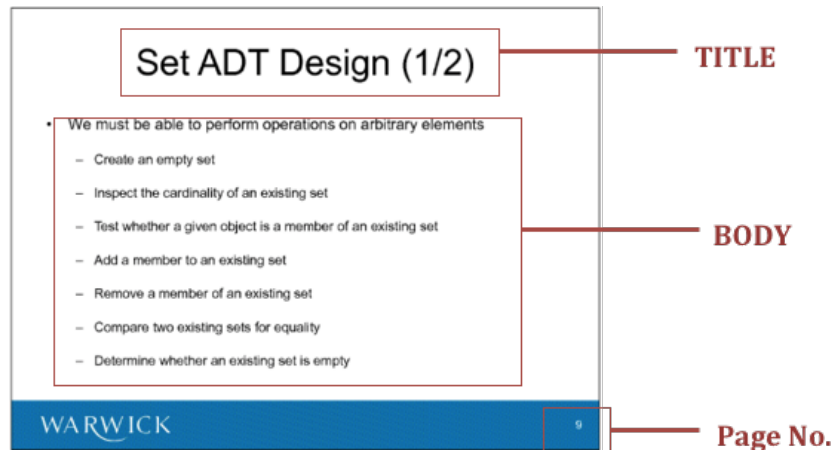 Set ADT Design (1/2)
TITLE
• We must be able to perform operations on arbitrary elements
– Create an empty set
– Inspect the cardinality of an existing set
– Test whether a given object is a member of an existing set
BODY
– Add a member to an existing set
– Remove a member of an existing set
– Compare two existing sets for equality
– Determine whether an existing set is empty
WARWICK
9
Page No.